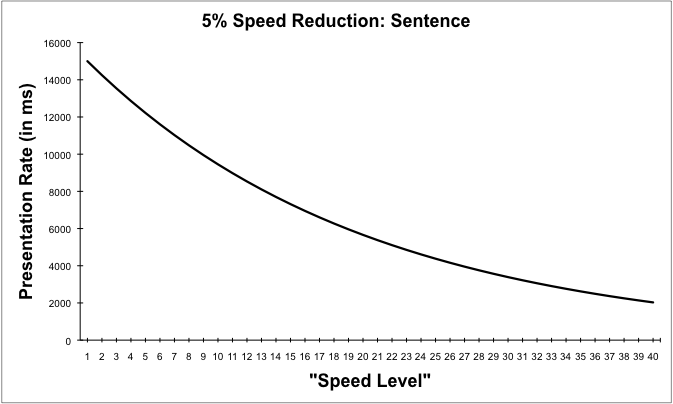 5% Speed Reduction: Sentence
16000
14000
12000
10000
8000
6000
4000
2000
0
Presentation Rate (in ms)
1 2 3 4 5 6 7 8 9 10 11 12 13 14 15 16 17 18 19 20 21 22 23 24 25 26 27 28 29 30 31 32 33 34 35 36 37 38 39 40
"Speed Level"